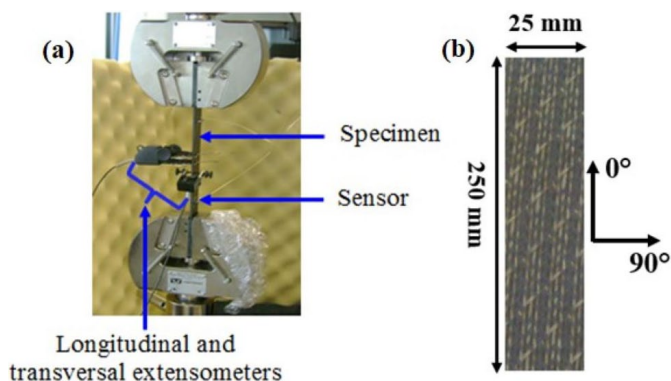 (a)
Specimen
Sensor
Longitudinal and
transversal extensometers
(b)
25 mm
250 mm
0°
90°